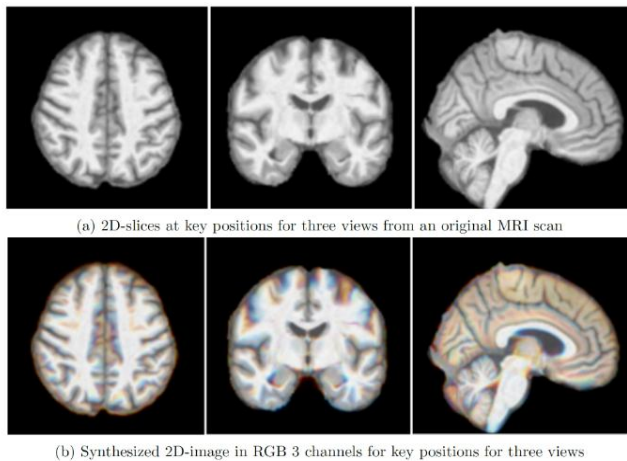 (a) 2D-slices at key positions for three views from an original MRI scan
(b) Synthesized 2D-image in RGB 3 channels for key positions for three views